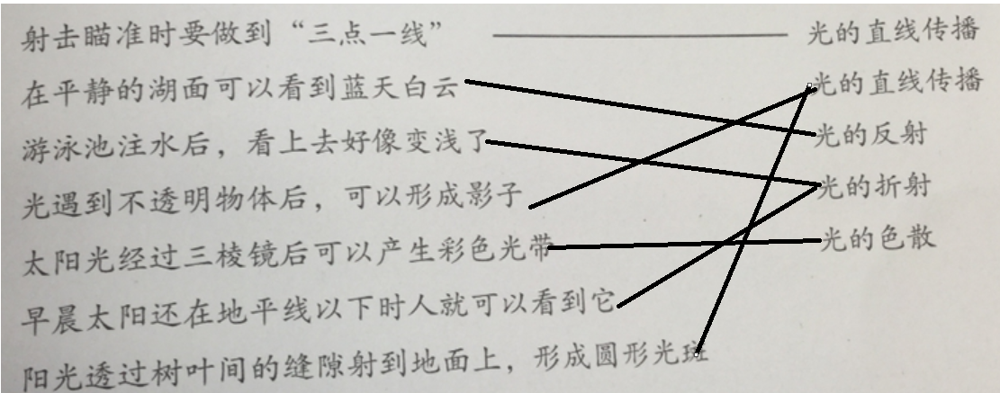 射击瞄准时要做到“三点一线” 光的直线传播
在平静的湖面可以看到蓝天白云 光的直线传播
游泳池注水后，看上去好像变浅了 光的反射
光遇到不透明物体后，可以形成影子 光的折射
太阳光经过三棱镜后可以产生彩色光带 光的色散
早晨太阳还在地平线以下时人就可以看到它
阳光透过树叶间的缝隙射到地面上，形成圆形光斑